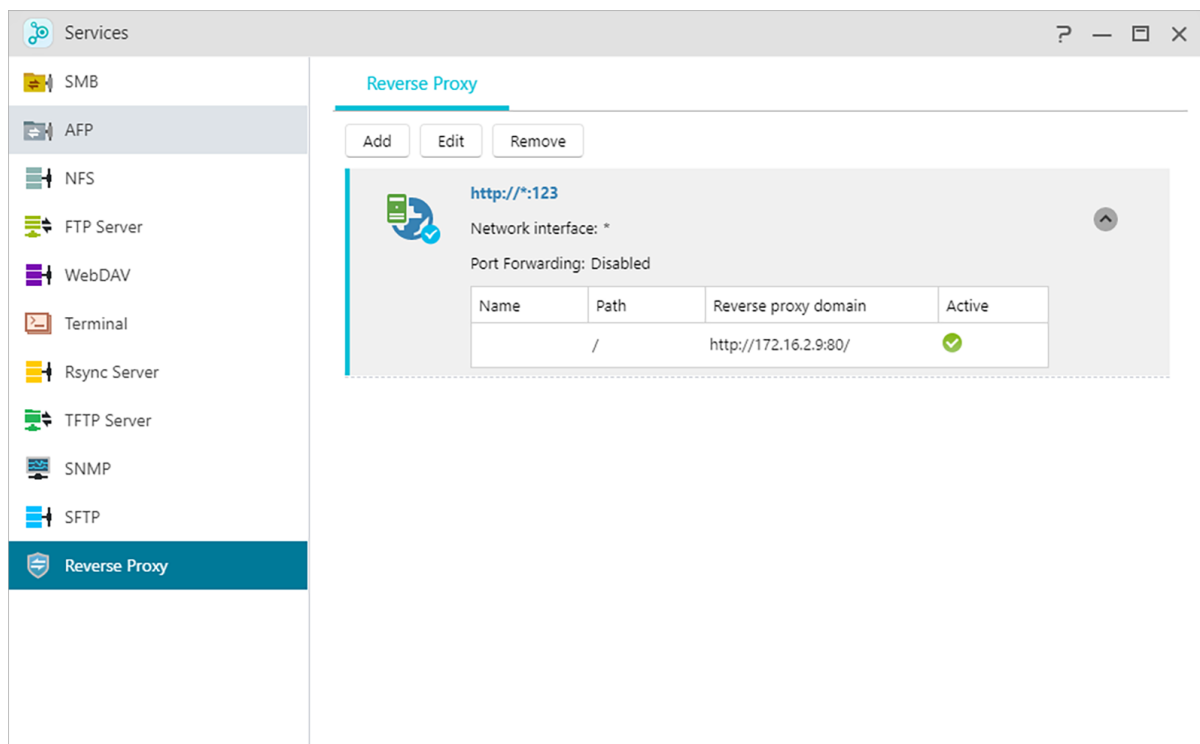 Services
SMB
AFP
NFS
FTP Server
WebDAV
Terminal
Rsync Server
TFTP Server
SNMP
SFTP
Reverse Proxy
Reverse Proxy
Add Edit Remove
http://*:123
Network interface: *
Port Forwarding: Disabled
Name Path Reverse proxy domain Active
/ http://172.16.2.9:80/